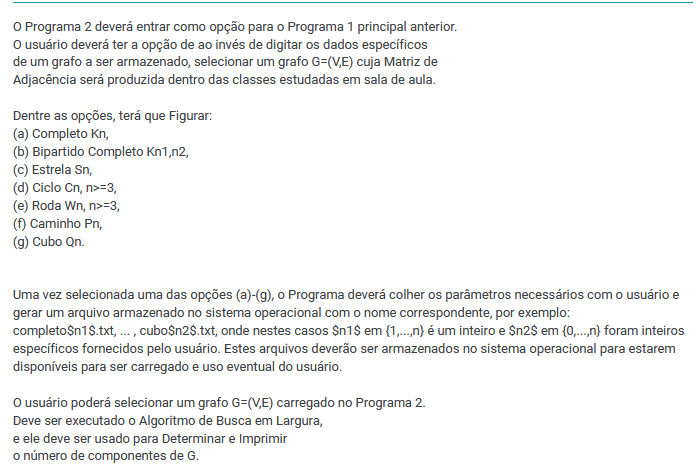 O Programa 2 deverá entrar como opção para o Programa 1 principal anterior.
O usuário deverá ter a opção de ao invés de digitar os dados específicos
de um grafo a ser armazenado, selecionar um grafo G=(V,E) cuja Matriz de
Adjacência será produzida dentro das classes estudadas em sala de aula.
Dentre as opções, terá que Figurar:
(a) Completo Kn,
(b) Bipartido Completo Kn1,n2,
(c) Estrela Sn,
(d) Ciclo Cn, n>=3,
(e) Roda Wn, n>=3,
(f) Caminho Pn,
(g) Cubo Qn.
Uma vez selecionada uma das opções (a)-(g), o Programa deverá colher os parâmetros necessários com o usuário e
gerar um arquivo armazenado no sistema operacional com o nome correspondente, por exemplo:
completo$n1$.txt, ... , cubo$n2$.txt, onde nestes casos $n1$ em {1,...,n} é um inteiro e $n2$ em {0,...,n} foram inteiros
específicos fornecidos pelo usuário. Estes arquivos deverão ser armazenados no sistema operacional para estarem
disponíveis para ser carregado e uso eventual do usuário.
O usuário poderá selecionar um grafo G=(V,E) carregado no Programa 2.
Deve ser executado o Algoritmo de Busca em Largura,
e ele deve ser usado para Determinar e Imprimir
o número de componentes de G.